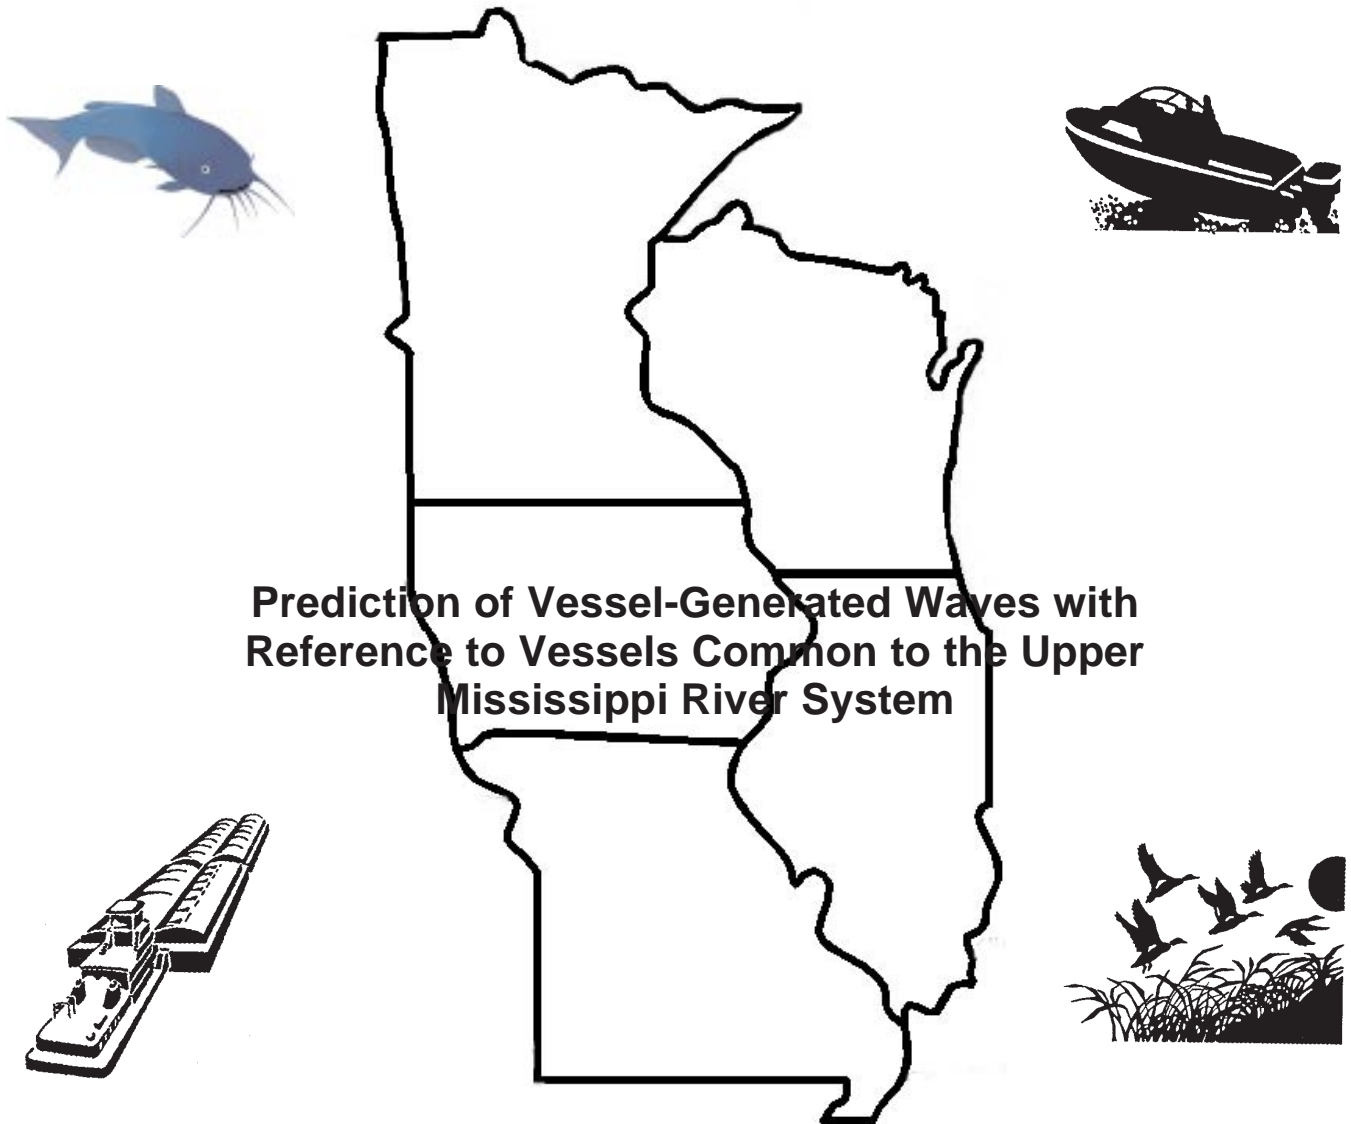 Prediction of Vessel-Generated Waves with
Reference to Vessels Common to the Upper
Mississippi River System